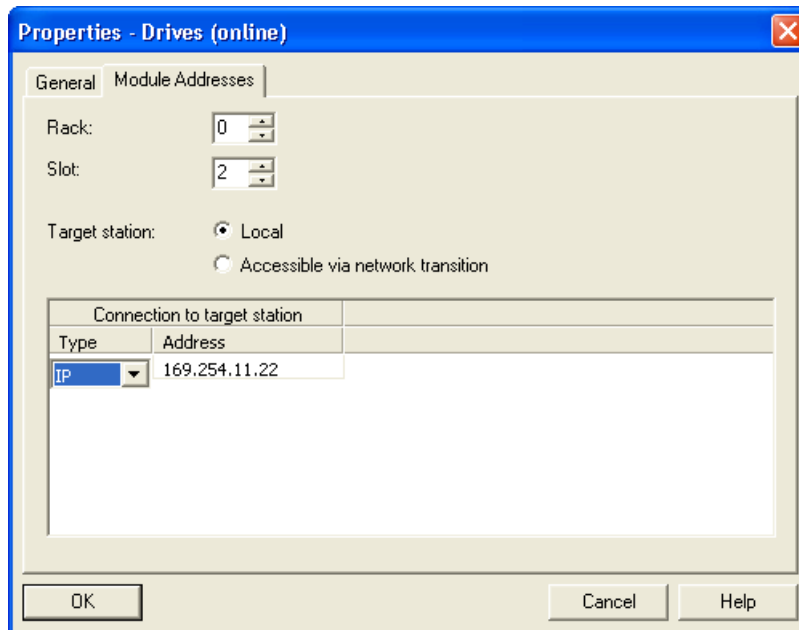 Properties - Drives (online)
General Module Addresses
Rack: 0
Slot: 2
Target station: Local
Accessible via network transition
Connection to target station
Type Address
IP 169.254.11.22
OK Cancel Help